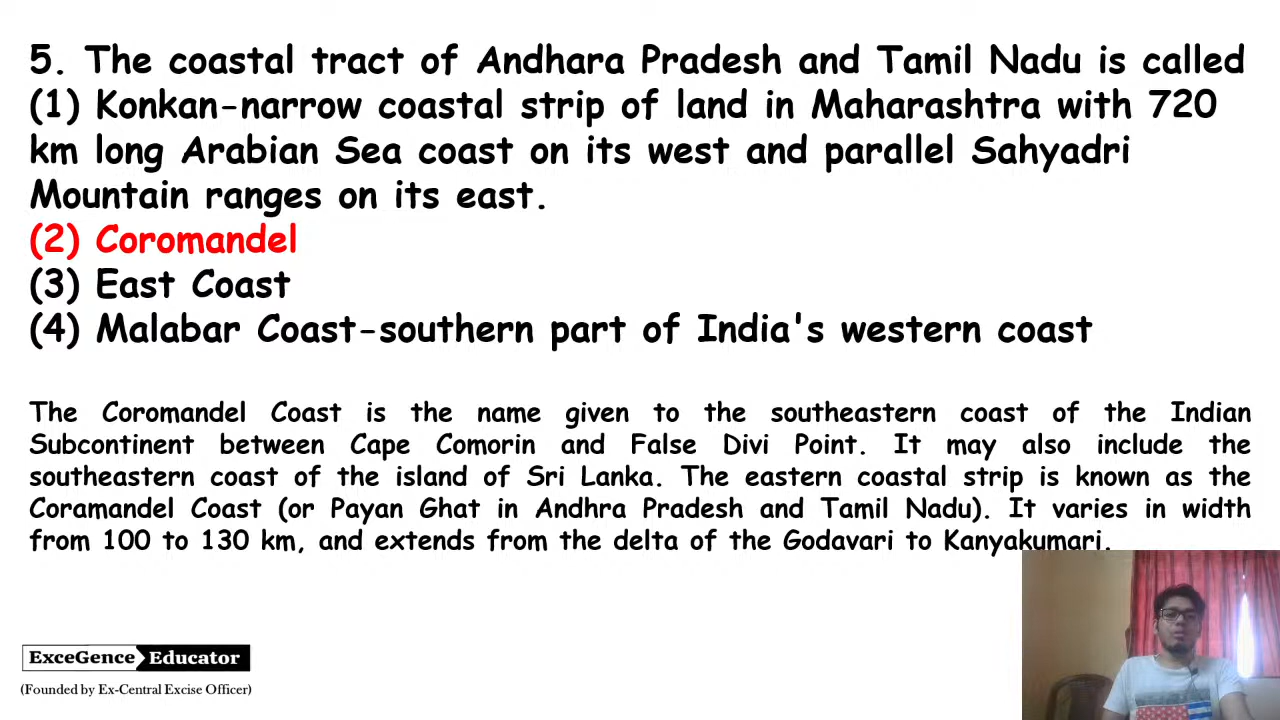 5. The coastal tract of Andhara Pradesh and Tamil Nadu is called
(1) Konkan-narrow coastal strip of land in Maharashtra with 720
km long Arabian Sea coast on its west and parallel Sahyadri
Mountain ranges on its east.
(2) Coromandel
(3) East Coast
(4) Malabar Coast-southern part of India's western coast
The Coromandel Coast is the name given to the southeastern coast of the Indian
Subcontinent between Cape Comorin and False Divi Point. It may also include the
southeastern coast of the island of Sri Lanka. The eastern coastal strip is known as the
Coramandel Coast (or Payan Ghat in Andhra Pradesh and Tamil Nadu). It varies in width
from 100 to 130 km, and extends from the delta of the Godavari to Kanyakumari.
ExceGence Educator
(Founded by Ex-Central Excise Officer)